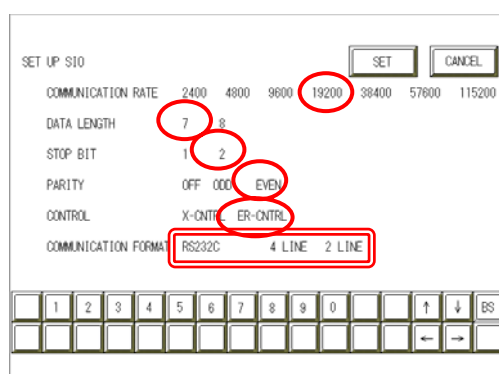 SET UP SIO SET CANCEL
COMMUNICATION RATE 2400 4800 9600 19200 38400 57600 115200
DATA LENGTH 7 8
STOP BIT 1 2
PARITY OFF ODD EVEN
CONTROL X-CNTRL ER-CNTRL
COMMUNICATION FORMAT RS232C 4 LINE 2 LINE
1 2 3 4 5 6 7 8 9 0 ↑ ↓ BS
← →